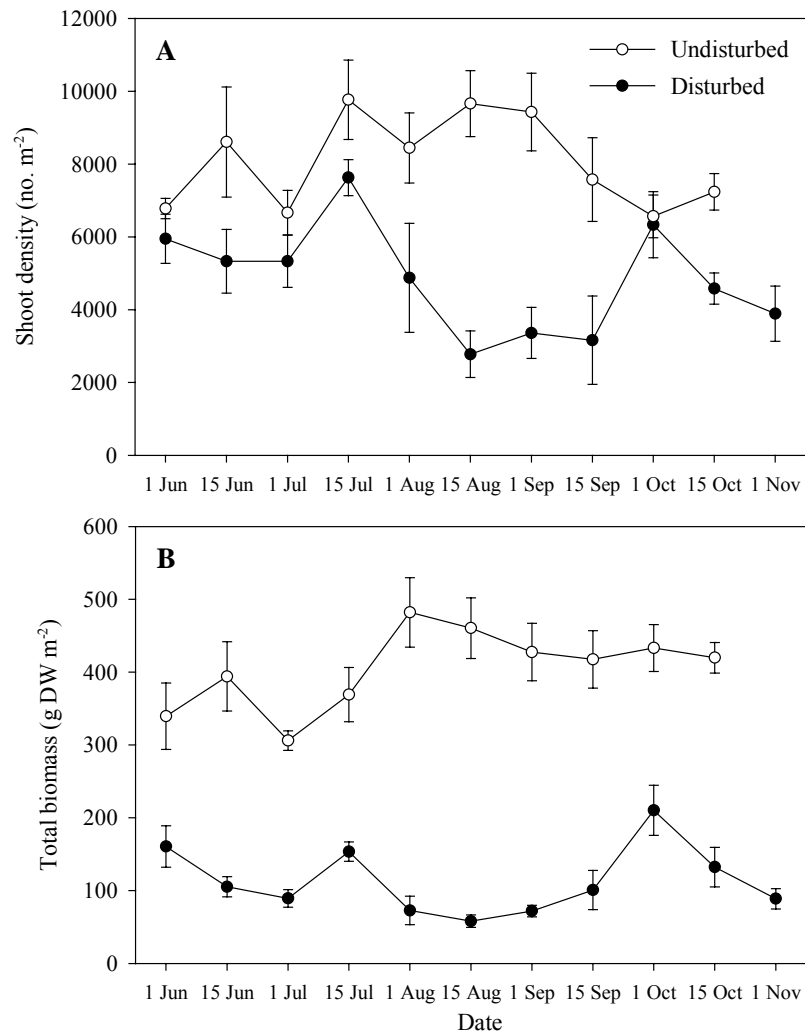 A
Undisturbed
Disturbed
12000
10000
8000
6000
4000
2000
0
Shoot density (no. m-2)
1 Jun 15 Jun 1 Jul 15 Jul 1 Aug 15 Aug 1 Sep 15 Sep 1 Oct 15 Oct 1 Nov
B
600
500
400
300
200
100
0
Total biomass (g DW m-2)
1 Jun 15 Jun 1 Jul 15 Jul 1 Aug 15 Aug 1 Sep 15 Sep 1 Oct 15 Oct 1 Nov
Date